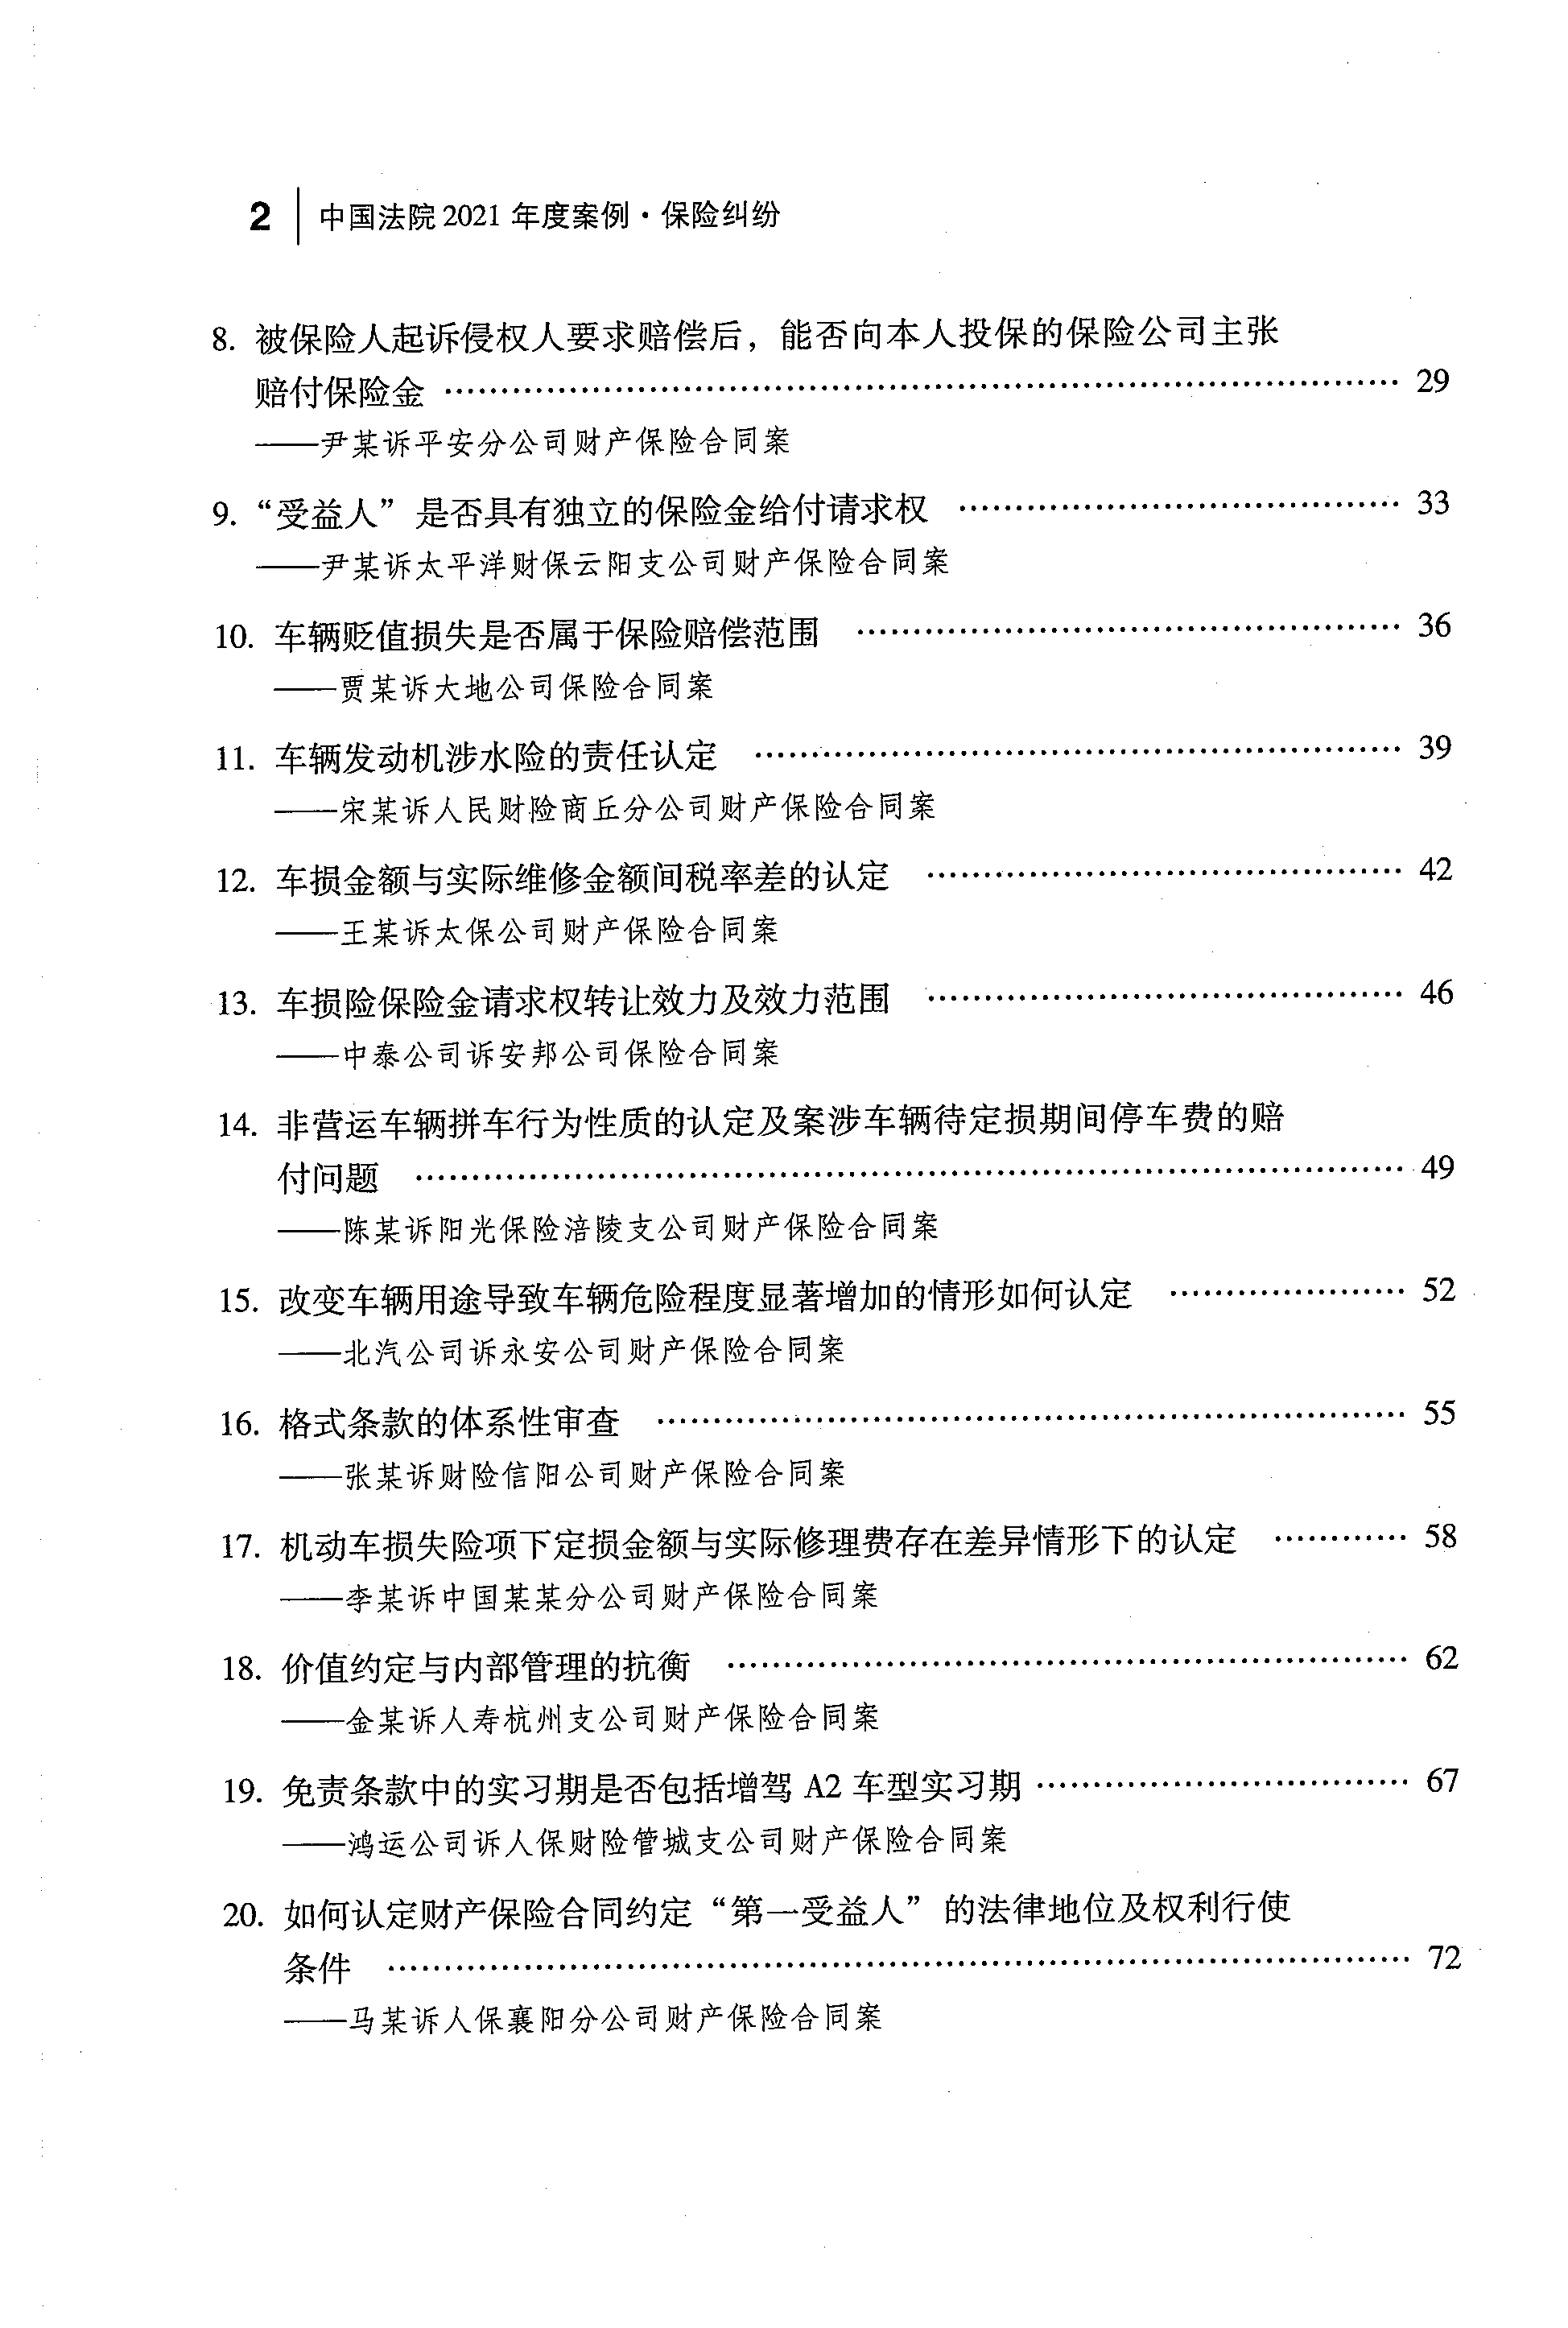 2 | 中国法院 2021 年度案例·保险纠纷
8. 被保险人起诉侵权人要求赔偿后，能否向本人投保的保险公司主张
赔付保险金 …………………………………………………………… 29
——尹某诉平安分公司财产保险合同案
9. “受益人”是否具有独立的保险金给付请求权 ………………………… 33
——尹某诉太平洋财保云阳支公司财产保险合同案
10. 车辆贬值损失是否属于保险赔偿范围 ………………………………… 36
——贾某诉大地公司保险合同案
11. 车辆发动机涉水险的责任认定 ……………………………………… 39
——宋某诉人民财险商丘分公司财产保险合同案
12. 车损金额与实际维修金额间税率差的认定 …………………………… 42
——王某诉太保公司财产保险合同案
13. 车损险保险金请求权转让效力及效力范围 …………………………… 46
——中泰公司诉安邦公司保险合同案
14. 非营运车辆拼车行为性质的认定及案涉车辆待定损期间停车费的赔
付问题 ……………………………………………………………… 49
——陈某诉阳光保险涪陵支公司财产保险合同案
15. 改变车辆用途导致车辆危险程度显著增加的情形如何认定 …………… 52
——北汽公司诉永安公司财产保险合同案
16. 格式条款的体系性审查 ……………………………………………… 55
——张某诉财险信阳公司财产保险合同案
17. 机动车损失险项下定损金额与实际修理费存在差异情形下的认定 ……… 58
——李某诉中国某某分公司财产保险合同案
18. 价值约定与内部管理的抗衡 ………………………………………… 62
——金某诉人寿杭州支公司财产保险合同案
19. 免责条款中的实习期是否包括增驾 A2 车型实习期 …………………… 67
——鸿运公司诉人保财险管城支公司财产保险合同案
20. 如何认定财产保险合同约定“第一受益人”的法律地位及权利行使
条件 ………………………………………………………………… 72
——马某诉人保襄阳分公司财产保险合同案